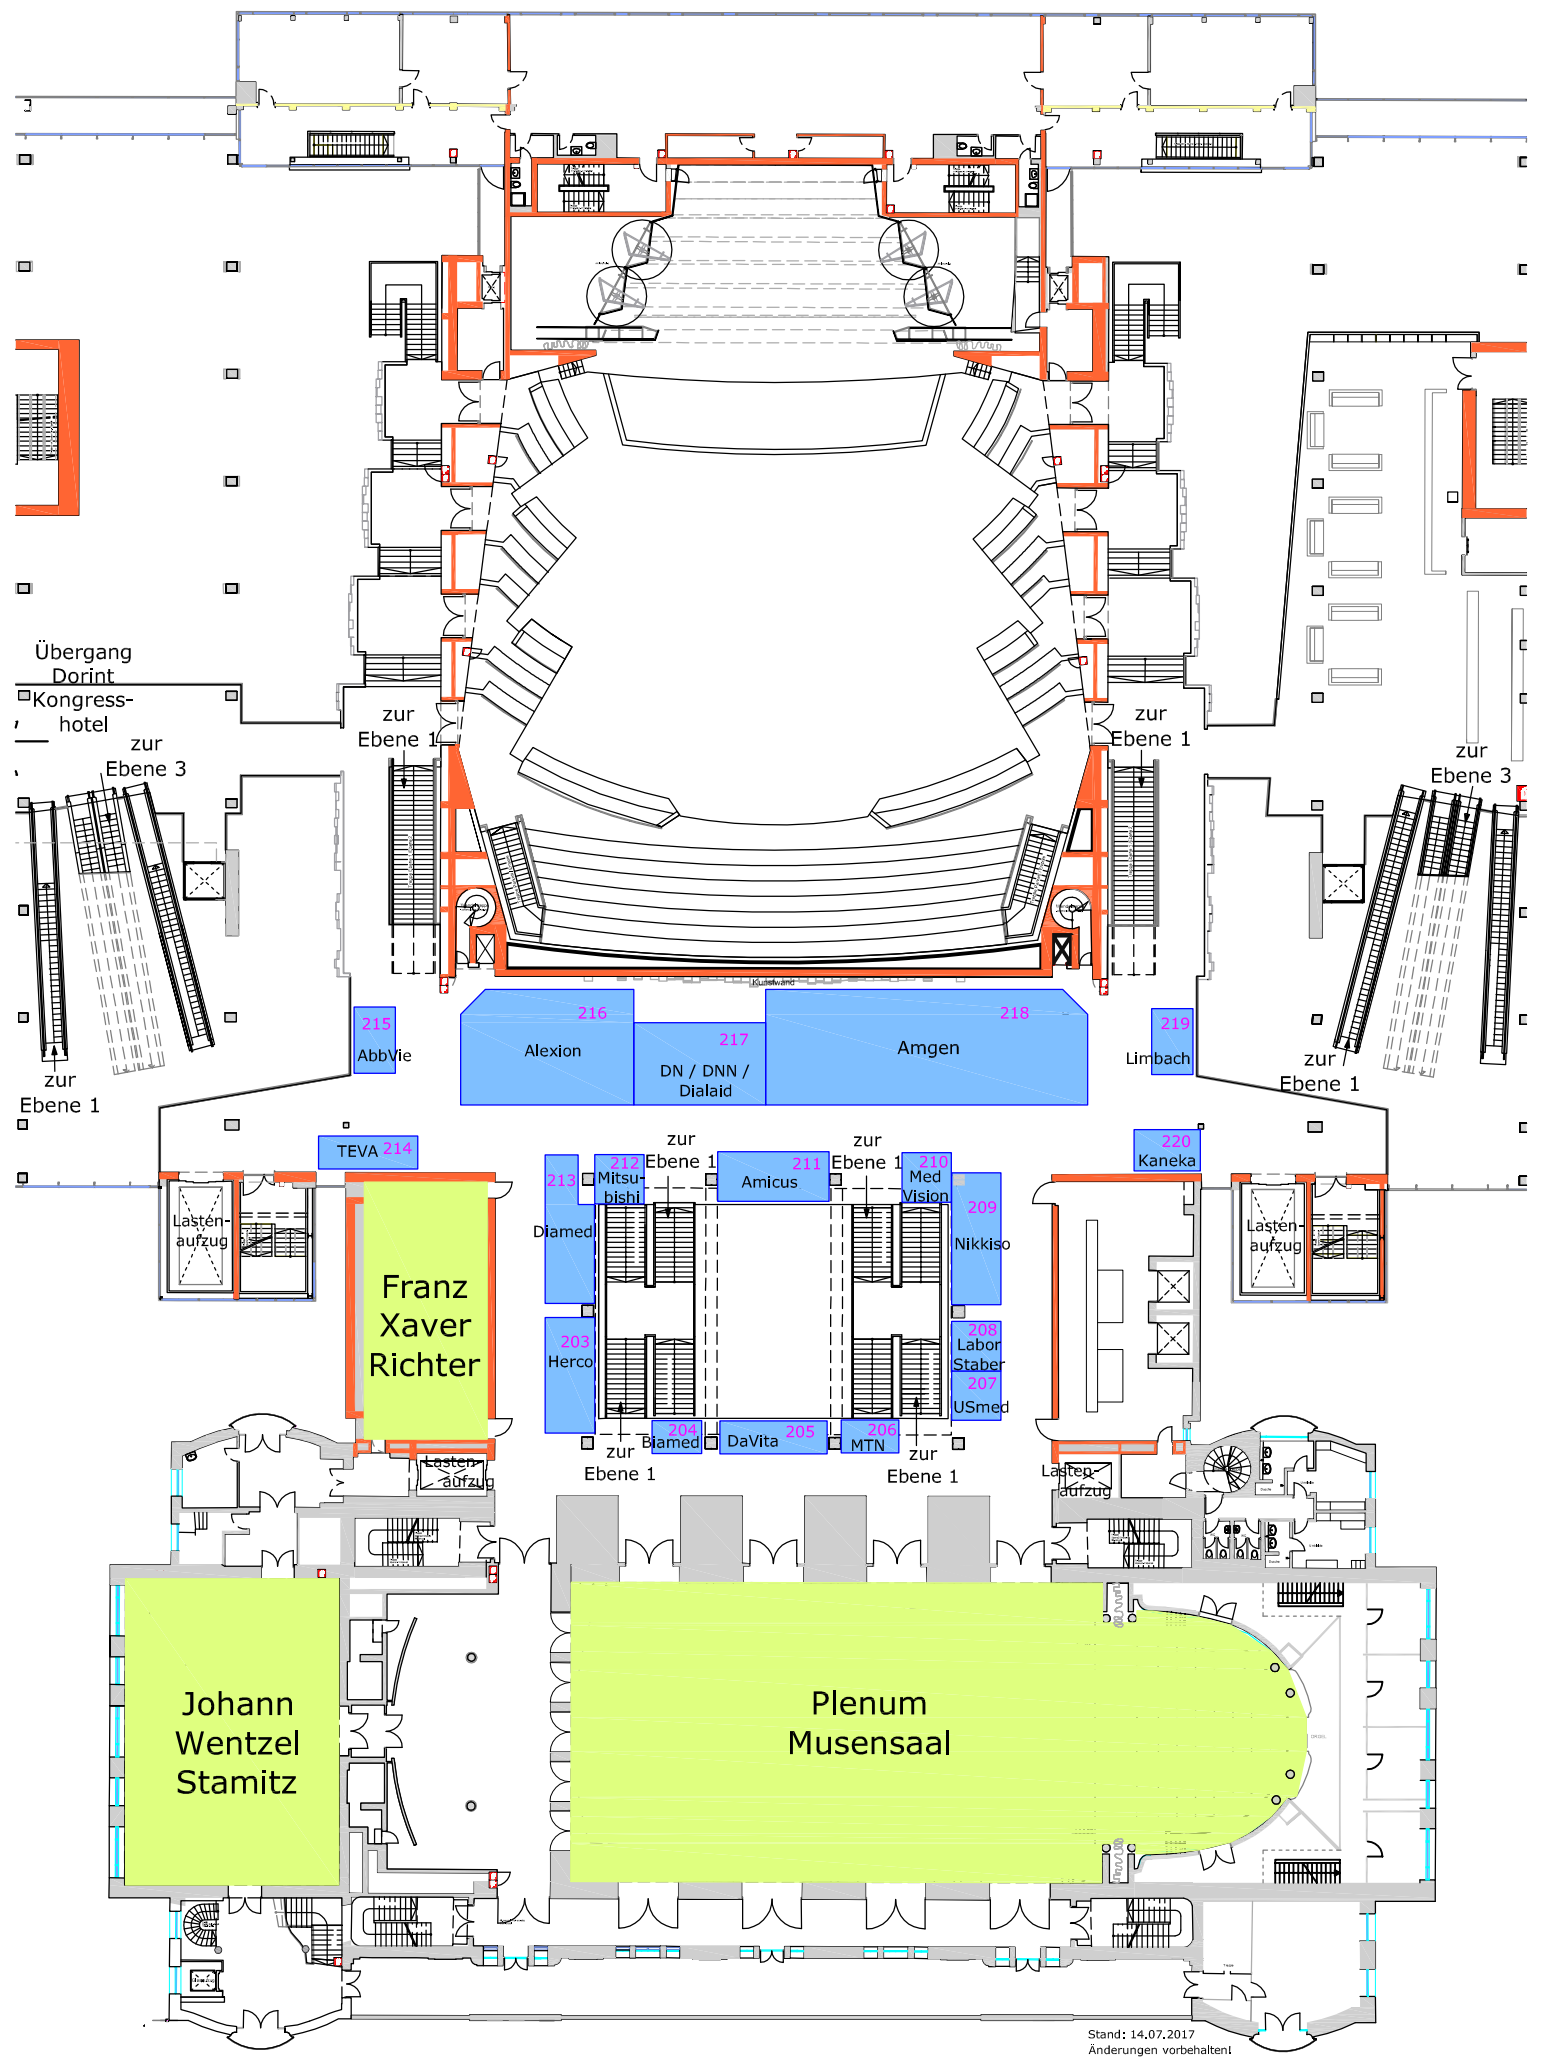 Übergang
Dorint
Kongress-
hotel
zur
Ebene 3
zur
Ebene 1
zur
Ebene 1
zur
Ebene 3
Kunstwand
215
AbbVie
216
Alexion
217
DN / DNN /
Dialaid
218
Amgen
219
Limbach
zur
Ebene 1
zur
Ebene 1
TEVA 214
213
Diamed
212
Mitsu-
bishi
zur
Ebene 1
211
Amicus
zur
Ebene 1
210
Med
Vision
209
Nikkiso
220
Kaneka
Lasten-
aufzug
Lasten-
aufzug
Franz
Xaver
Richter
203
Herco
208
Labor
Staber
207
USmed
204
Biamed
DaVita 205
206
MTN
zur
Ebene 1
zur
Ebene 1
Lasten-
aufzug
Lasten-
aufzug
Johann
Wentzel
Stamitz
Plenum
Musensaal
Stand: 14.07.2017
Änderungen vorbehalten!